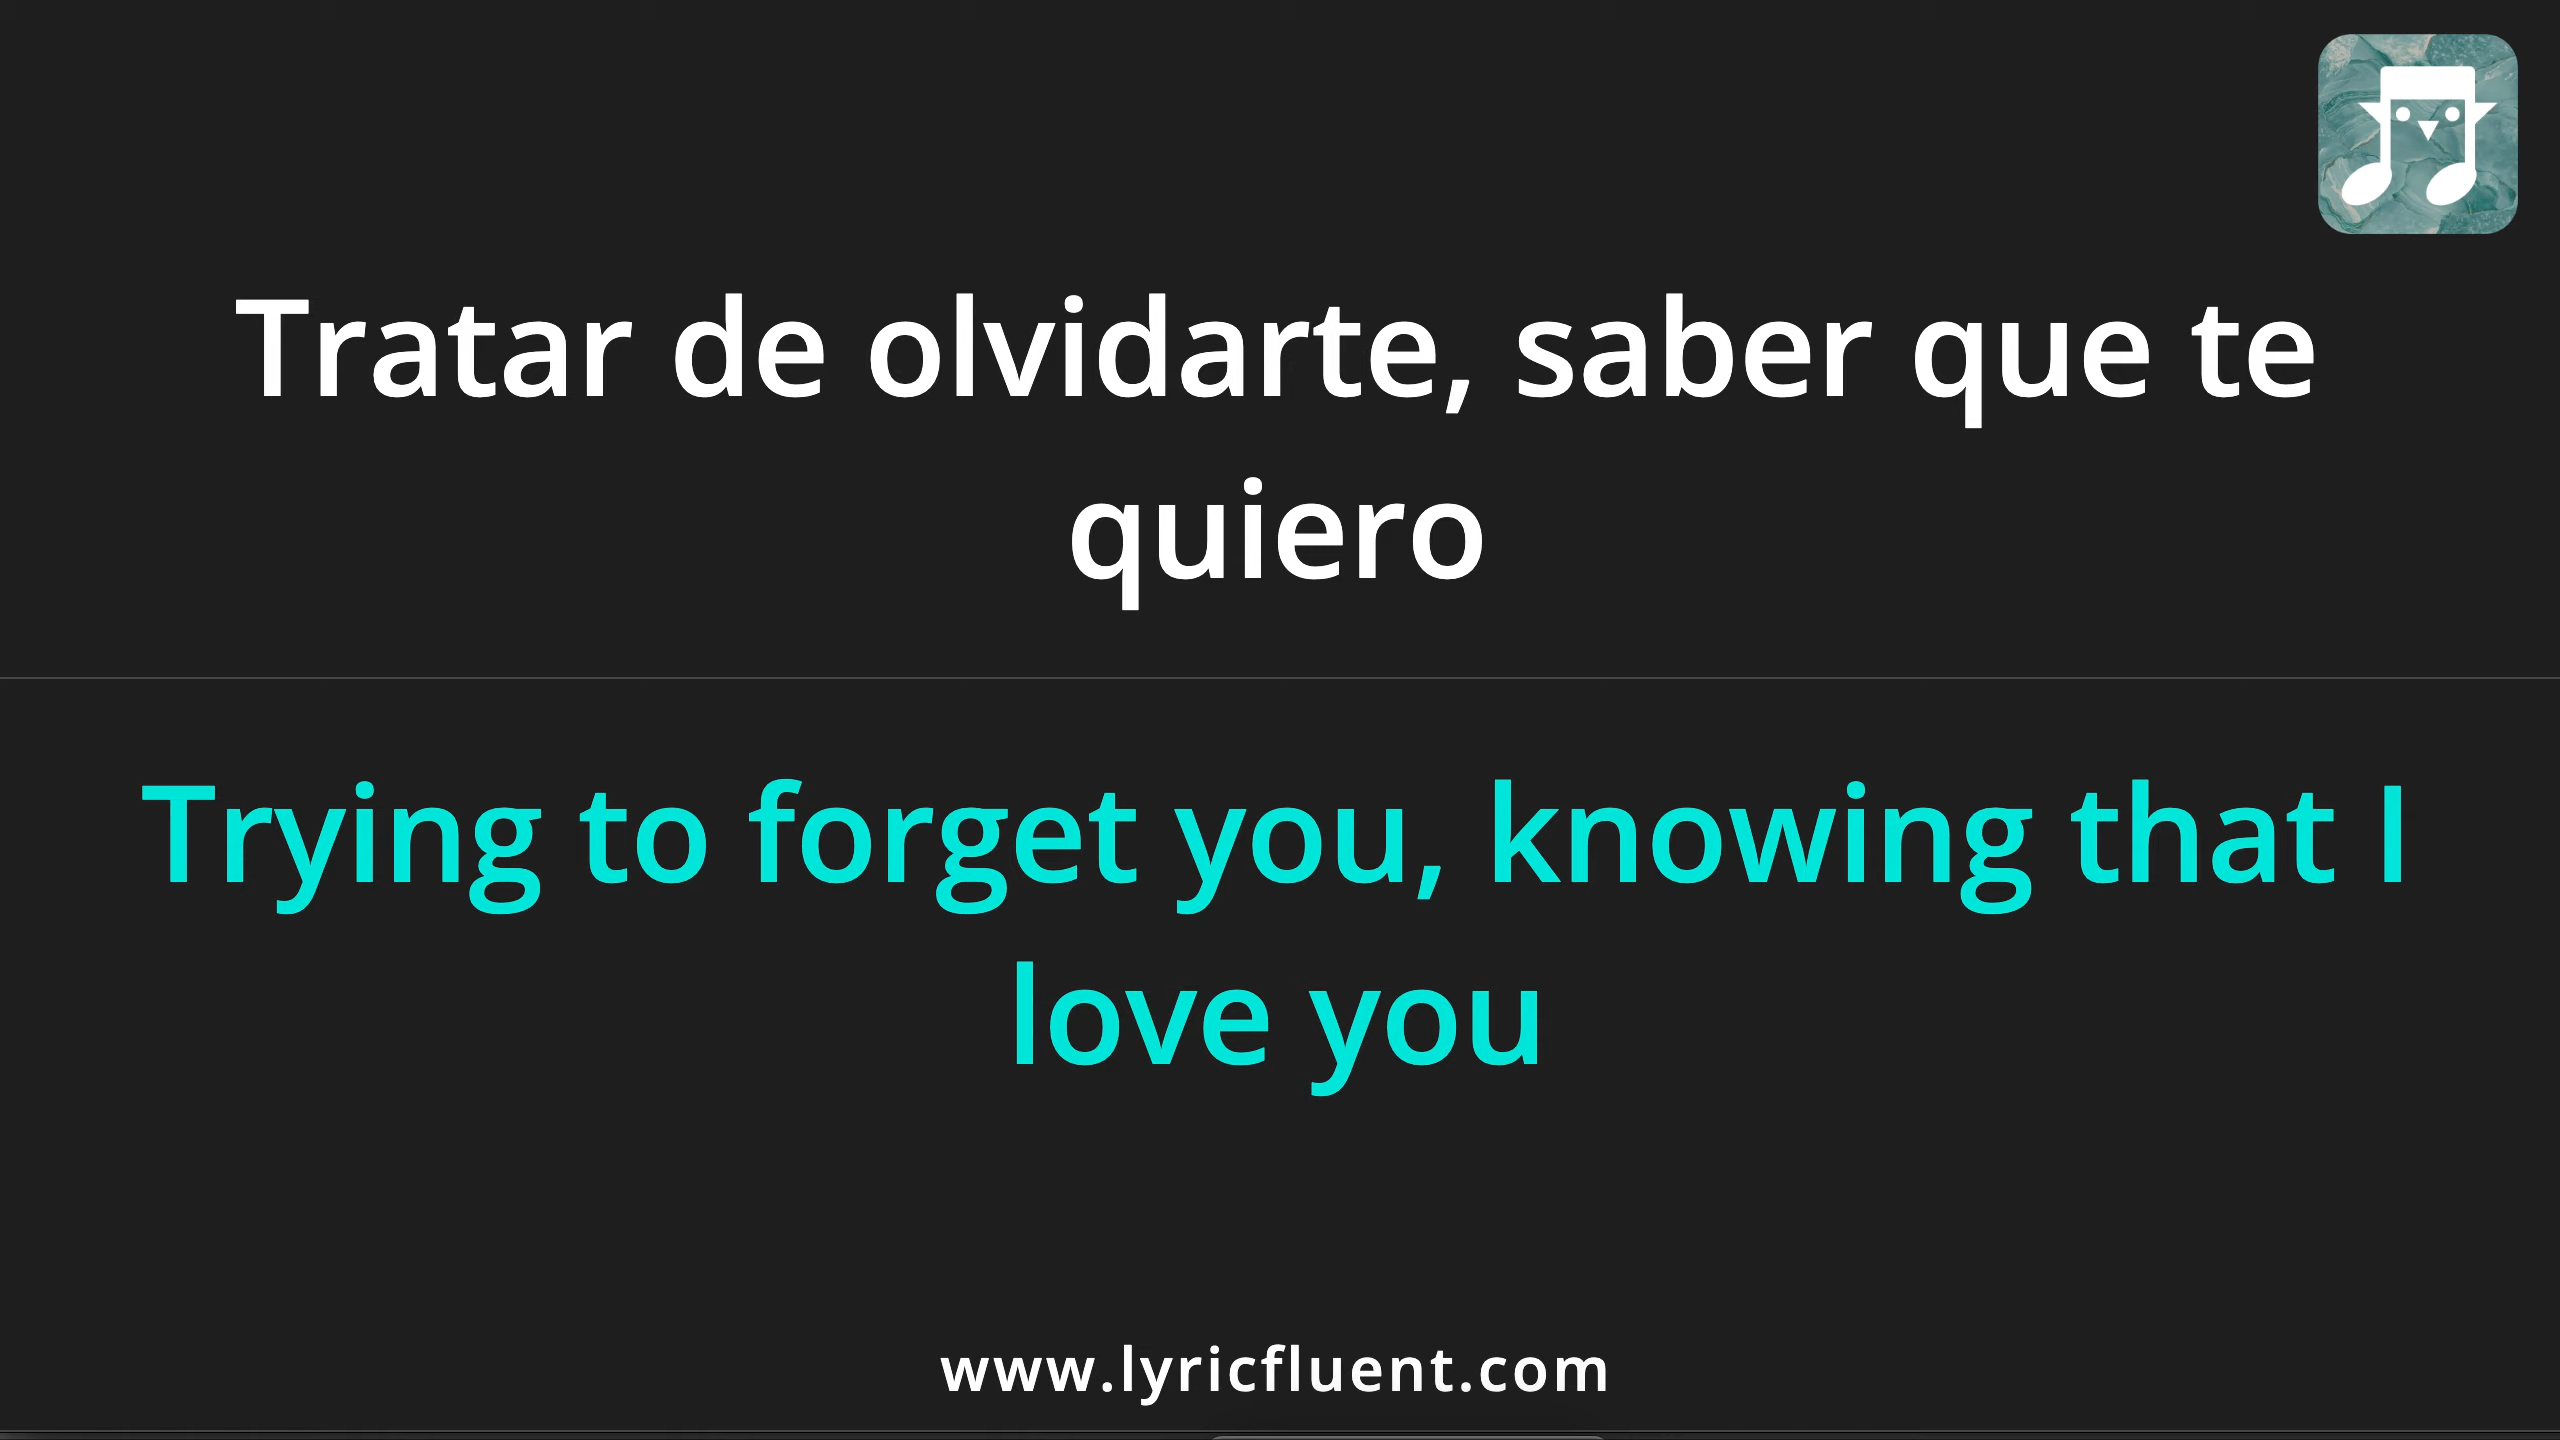 Tratar de olvidarte, saber que te
quiero
Trying to forget you, knowing that I
love you
www.lyricfluent.com